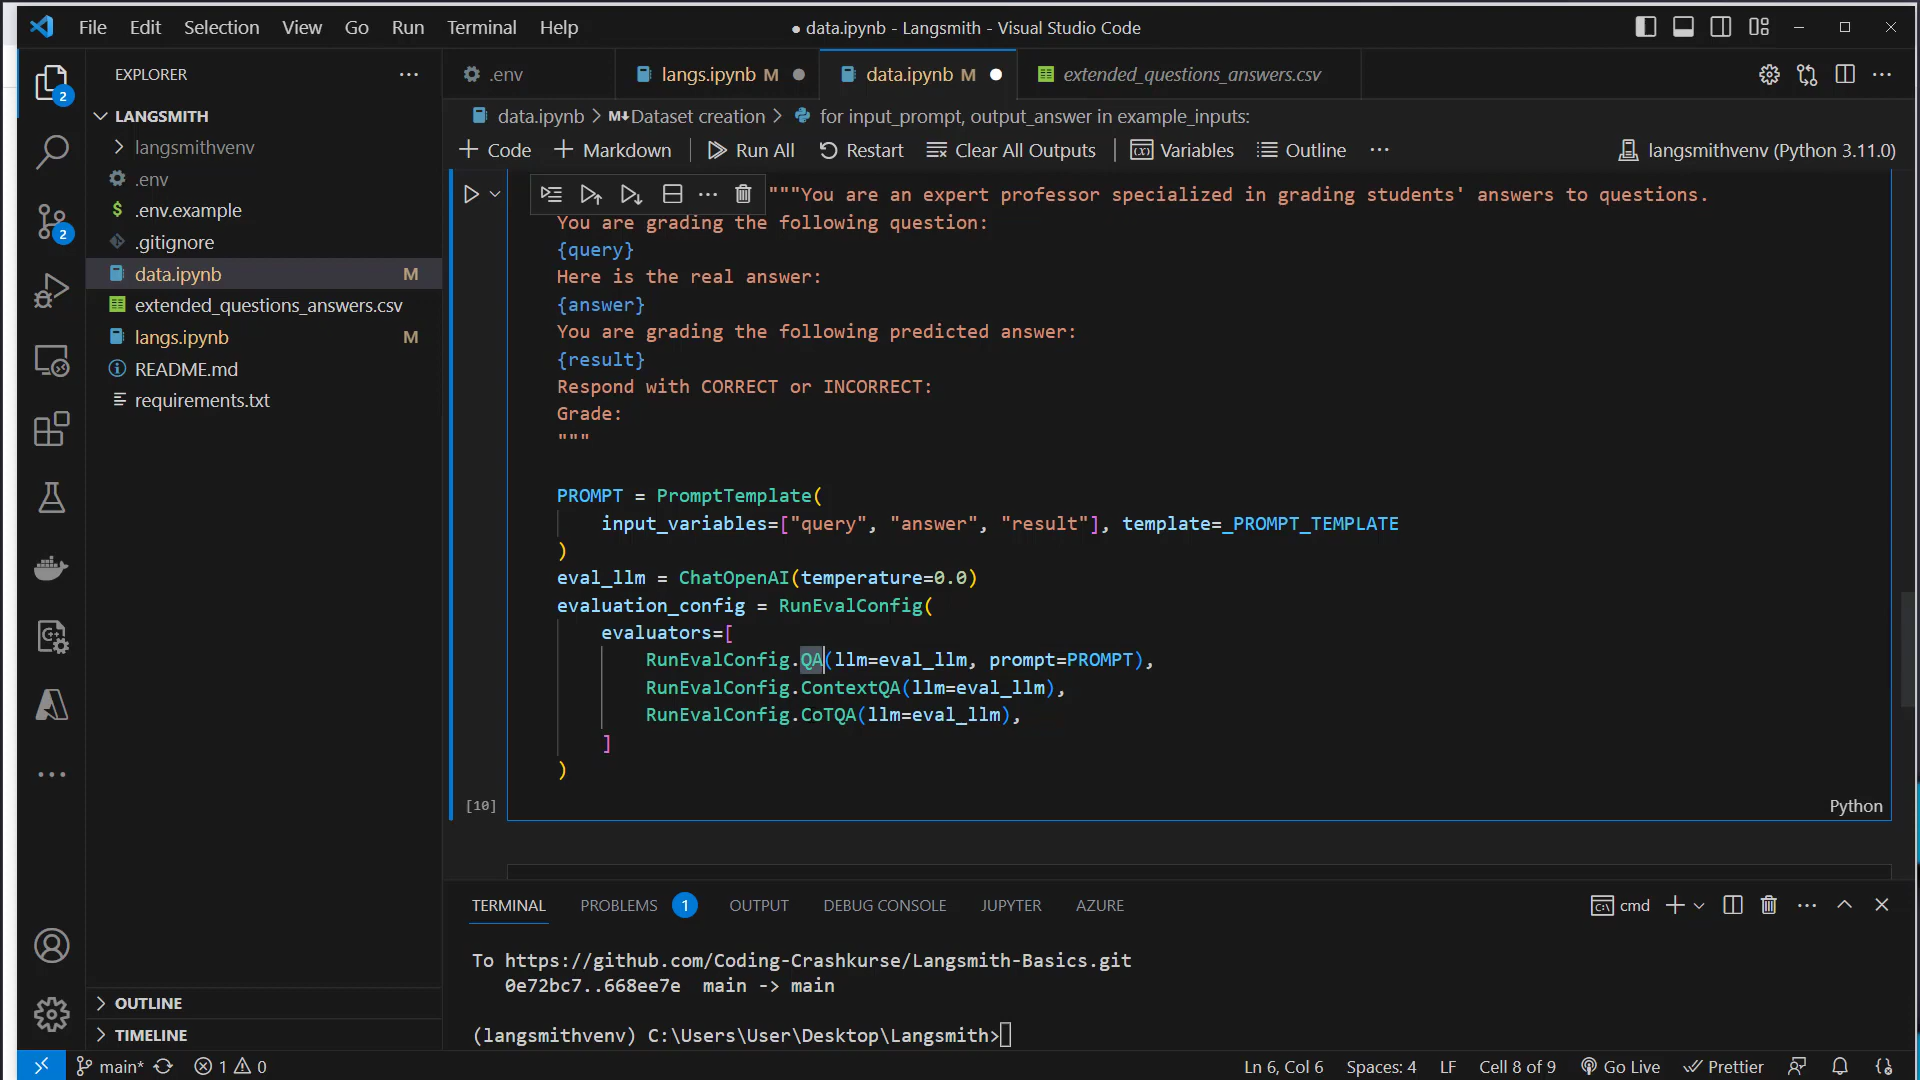 File Edit Selection View Go Run Terminal Help
● data.ipynb - Langsmith - Visual Studio Code
EXPLORER
.env
langs.ipynb M
data.ipynb M
extended_questions_answers.csv
LANGSMITH
langsmithvenv
.env
.env.example
.gitignore
data.ipynb M
extended_questions_answers.csv
langs.ipynb M
README.md
requirements.txt
OUTLINE
TIMELINE
2
2
data.ipynb > M↓Dataset creation > for input_prompt, output_answer in example_inputs:
+ Code + Markdown Run All Restart Clear All Outputs Variables Outline ... langsmithvenv (Python 3.11.0)
"""You are an expert professor specialized in grading students' answers to questions.
You are grading the following question:
{query}
Here is the real answer:
{answer}
You are grading the following predicted answer:
{result}
Respond with CORRECT or INCORRECT:
Grade:
"""
PROMPT = PromptTemplate(
input_variables=["query", "answer", "result"], template=_PROMPT_TEMPLATE
)
eval_llm = ChatOpenAI(temperature=0.0)
evaluation_config = RunEvalConfig(
evaluators=[
RunEvalConfig.QA(llm=eval_llm, prompt=PROMPT),
RunEvalConfig.ContextQA(llm=eval_llm),
RunEvalConfig.CoTQA(llm=eval_llm),
]
)
[10]
Python
TERMINAL PROBLEMS 1 OUTPUT DEBUG CONSOLE JUPYTER AZURE
cmd
To https://github.com/Coding-Crashkurse/Langsmith-Basics.git
0e72bc7..668ee7e main -> main
(langsmithvenv) C:\Users\User\Desktop\Langsmith>
main* 1 0
Ln 6, Col 6 Spaces: 4 LF Cell 8 of 9 Go Live Prettier